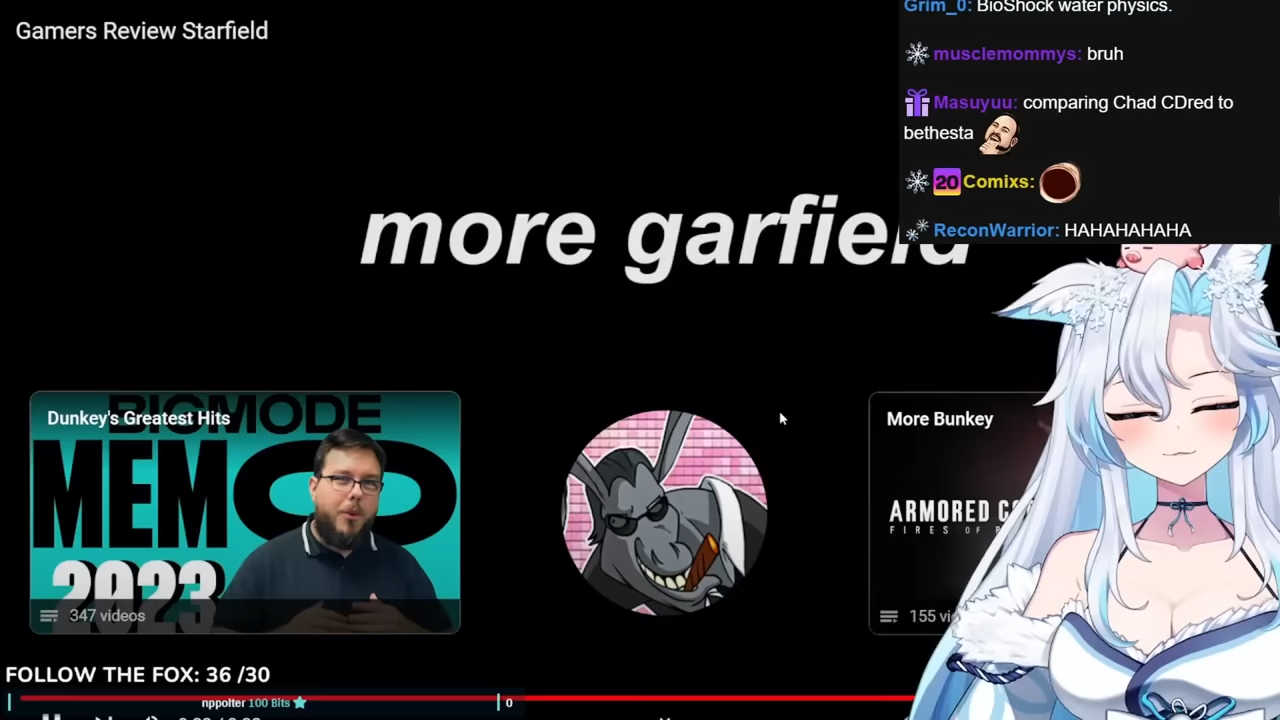 Gamers Review Starfield
Grim_0: BioShock water physics.
musclemommys: bruh
Masuyuu: comparing Chad CDred to
bethesta
20 Comixs:
ReconWarrior: HAHAHAHAHA
more garfield
Dunkey's Greatest Hits
BIGMODE
MEMO
2023
347 videos
More Bunkey
ARMORED CO
FIRES OF R
155 vi
FOLLOW THE FOX: 36 /30
nppolter 100 Bits
0